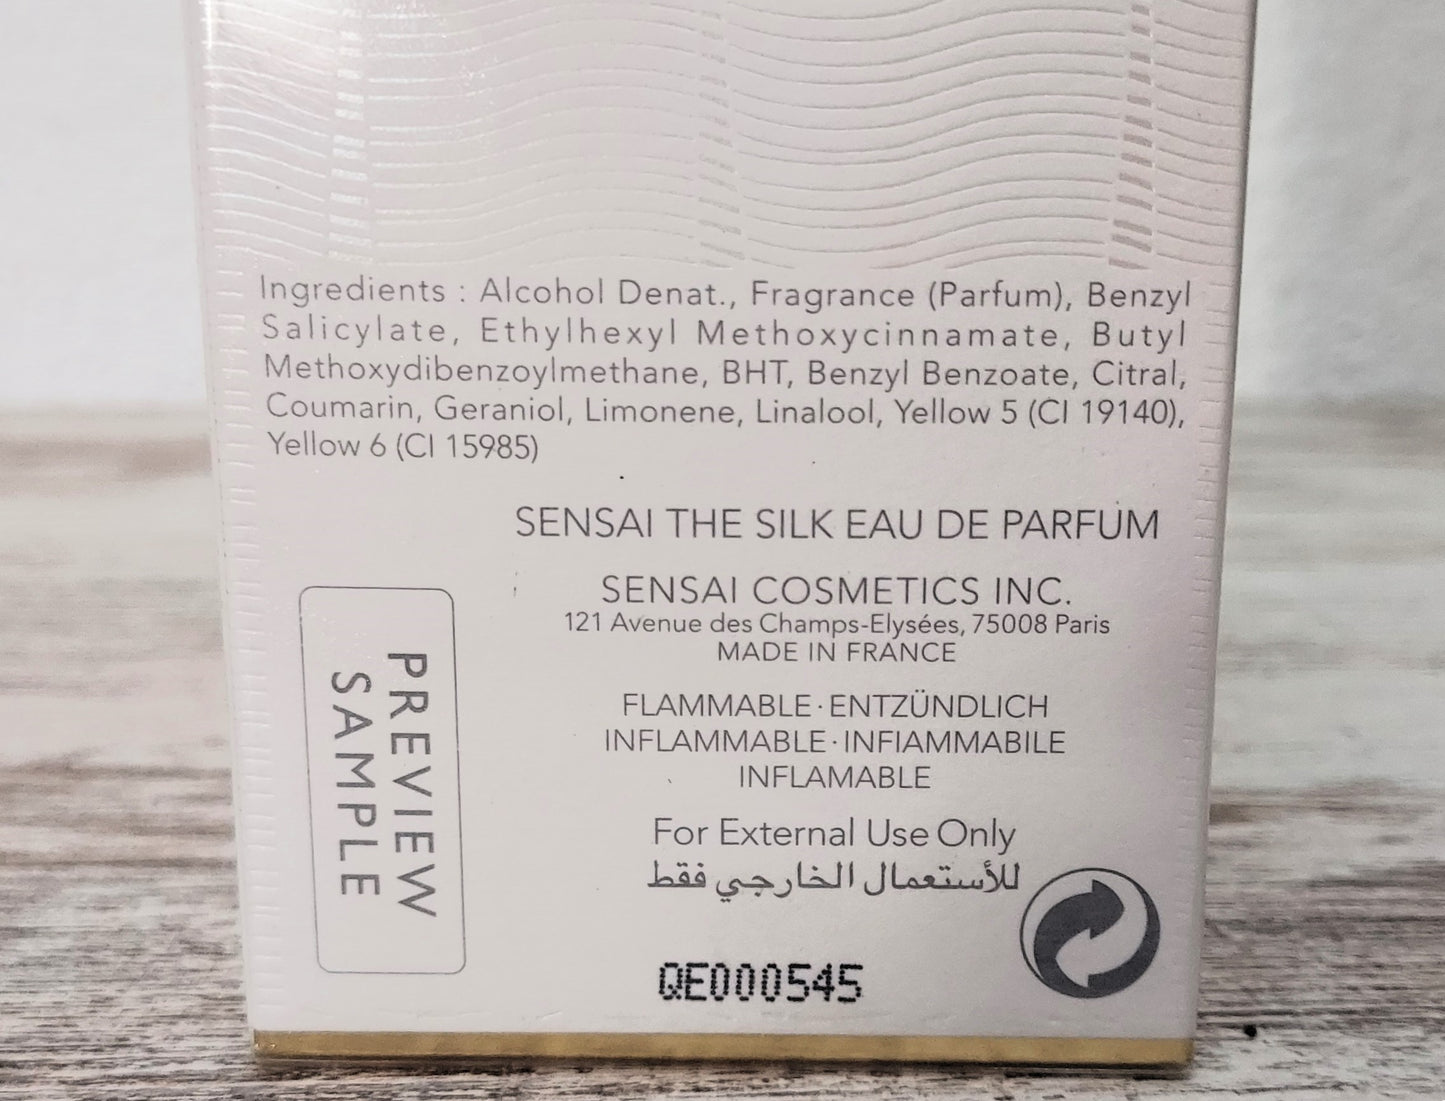 Ingredients : Alcohol Denat., Fragrance (Parfum), Benzyl
Salicylate, Ethylhexyl Methoxycinnamate, Butyl
Methoxydibenzoylmethane, BHT, Benzyl Benzoate, Citral,
Coumarin, Geraniol, Limonene, Linalool, Yellow 5 (CI 19140),
Yellow 6 (CI 15985)
SENSAI THE SILK EAU DE PARFUM
SENSAI COSMETICS INC.
121 Avenue des Champs-Elysées, 75008 Paris
MADE IN FRANCE
PREVIEW
SAMPLE
FLAMMABLE · ENTZÜNDLICH
INFLAMMABLE · INFIAMMABILE
INFLAMABLE
For External Use Only
للأستعمال الخارجي فقط
QE000545